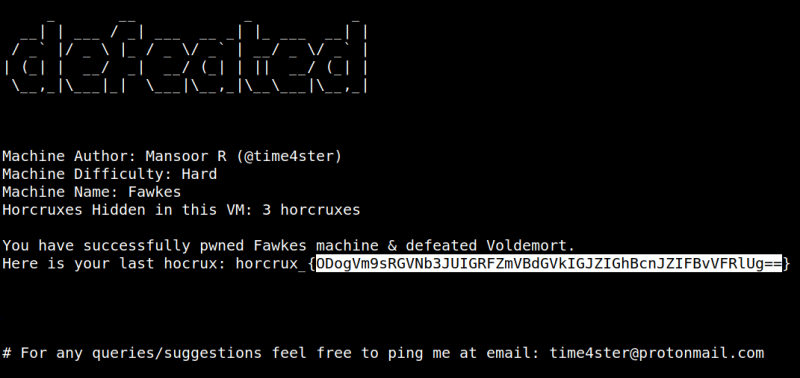 defeated
Machine Author: Mansoor R (@time4ster)
Machine Difficulty: Hard
Machine Name: Fawkes
Horcruxes Hidden in this VM: 3 horcruxes
You have successfully pwned Fawkes machine & defeated Voldemort.
Here is your last hocrux: horcrux_{ODogVm9sRGVNb3JUIGRFZmVBdGVkIGJZIGhBcnJZIFBvVFRlUg==}
# For any queries/suggestions feel free to ping me at email: time4ster@protonmail.com